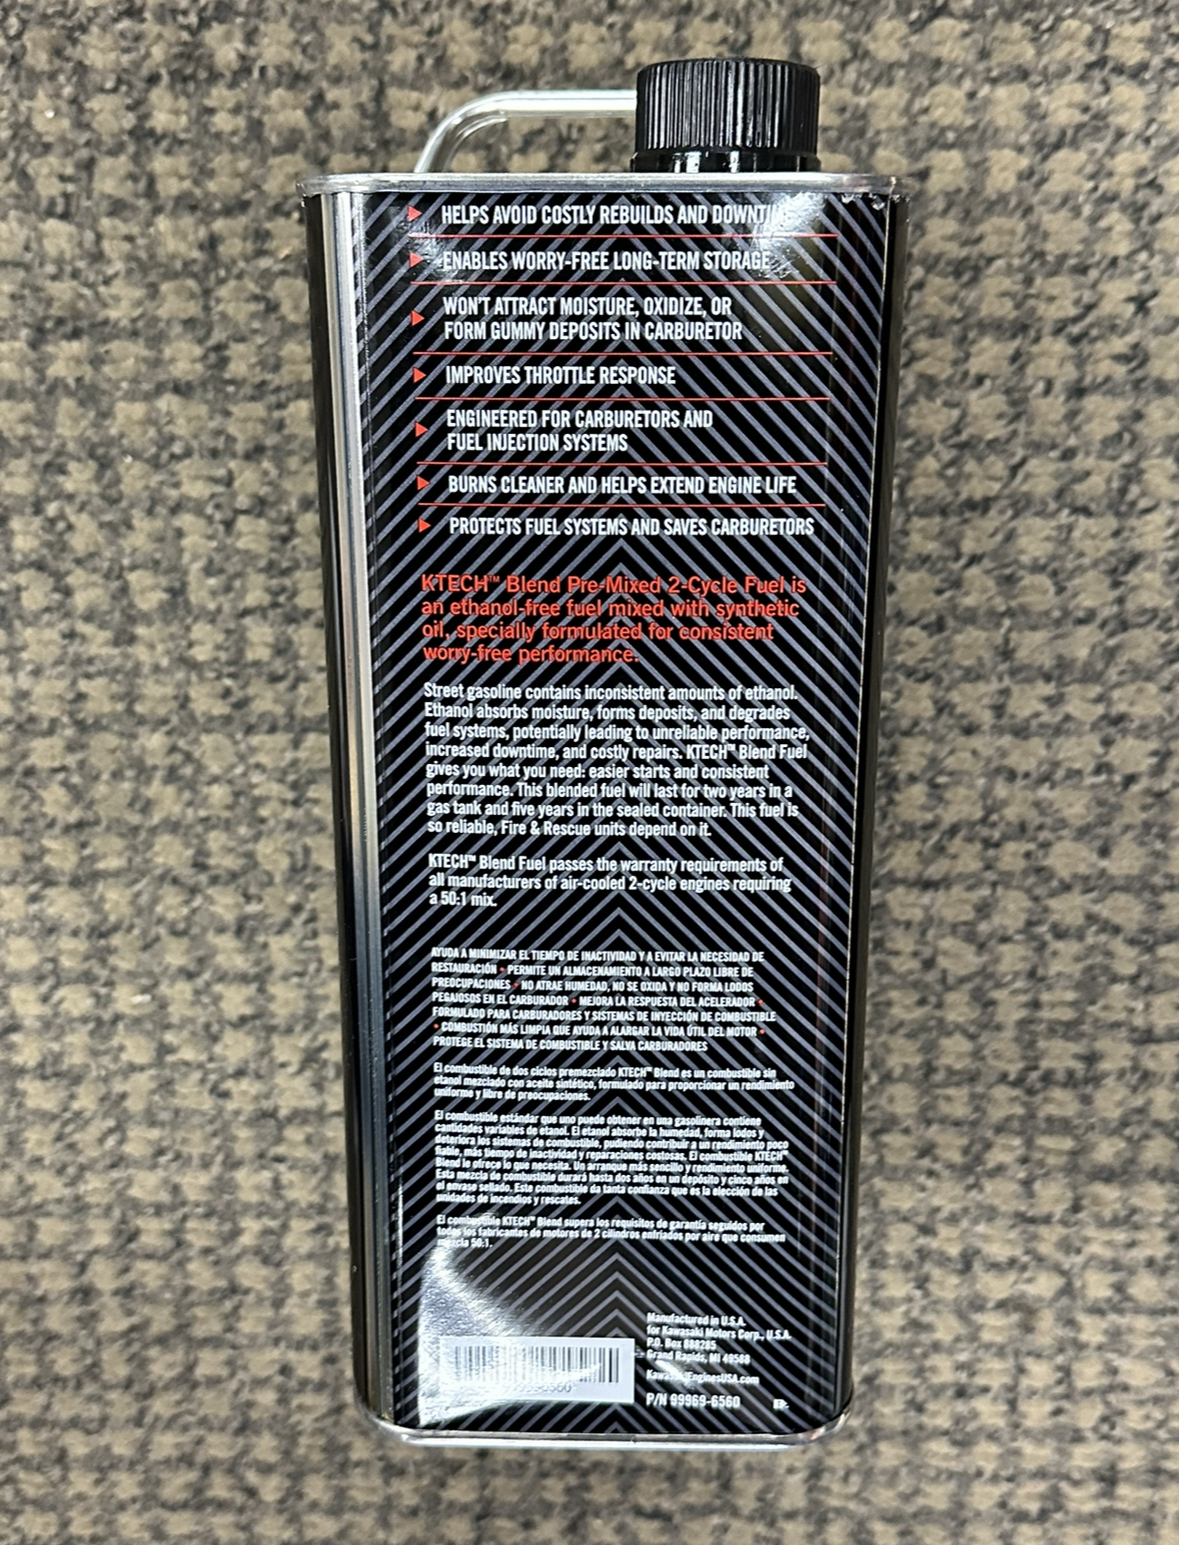 HELPS AVOID COSTLY REBUILDS AND DOWNTIME
ENABLES WORRY-FREE LONG-TERM STORAGE
WON'T ATTRACT MOISTURE, OXIDIZE, OR
FORM GUMMY DEPOSITS IN CARBURETOR
IMPROVES THROTTLE RESPONSE
ENGINEERED FOR CARBURETORS AND
FUEL INJECTION SYSTEMS
BURNS CLEANER AND HELPS EXTEND ENGINE LIFE
PROTECTS FUEL SYSTEMS AND SAVES CARBURETORS
KTECH™ Blend Pre-Mixed 2-Cycle Fuel is
an ethanol-free fuel mixed with synthetic
oil, specially formulated for consistent
worry-free performance.
Street gasoline contains inconsistent amounts of ethanol.
Ethanol absorbs moisture, forms deposits, and degrades
fuel systems, potentially leading to unreliable performance,
increased downtime, and costly repairs. KTECH™ Blend Fuel
gives you what you need: easier starts and consistent
performance. This blended fuel will last for two years in a
gas tank and five years in the sealed container. This fuel is
so reliable, Fire & Rescue units depend on it.
KTECH™ Blend Fuel passes the warranty requirements of
all manufacturers of air-cooled 2-cycle engines requiring
a 50:1 mix.
AYUDA A MINIMIZAR EL TIEMPO DE INACTIVIDAD Y A EVITAR LA NECESIDAD DE
RESTAURACIÓN • PERMITE UN ALMACENAMIENTO A LARGO PLAZO LIBRE DE
PREOCUPACIONES • NO ATRAE HUMEDAD, NO SE OXIDA Y NO FORMA LODOS
PEGAJOSOS EN EL CARBURADOR • MEJORA LA RESPUESTA DEL ACELERADOR •
FORMULADO PARA CARBURADORES Y SISTEMAS DE INYECCIÓN DE COMBUSTIBLE
• COMBUSTIÓN MÁS LIMPIA QUE AYUDA A ALARGAR LA VIDA ÚTIL DEL MOTOR •
PROTEGE EL SISTEMA DE COMBUSTIBLE Y SALVA CARBURADORES
El combustible de dos ciclos premezclado KTECH™ Blend es un combustible sin
etanol mezclado con aceite sintético, formulado para proporcionar un rendimiento
uniforme y libre de preocupaciones.
El combustible estándar que uno puede obtener en una gasolinera contiene
cantidades variables de etanol. El etanol absorbe la humedad, forma lodos y
deteriora los sistemas de combustible, pudiendo contribuir a un rendimiento poco
fiable, más tiempo de inactividad y reparaciones costosas. El combustible KTECH™
Blend le ofrece lo que necesita. Un arranque más sencillo y rendimiento uniforme.
Esta mezcla de combustible durará hasta dos años en un depósito y cinco años en
el envase sellado. Este combustible da tanta confianza que es la elección de las
unidades de incendios y rescates.
El combustible KTECH™ Blend supera los requisitos de garantía seguidos por
todos los fabricantes de motores de 2 cilindros enfriados por aire que consumen
mezcla 50:1.
Manufactured in U.S.A.
for Kawasaki Motors Corp., U.S.A.
P.O. Box 888285
Grand Rapids, MI 49588
KawasakiEnginesUSA.com
P/N 99969-6560